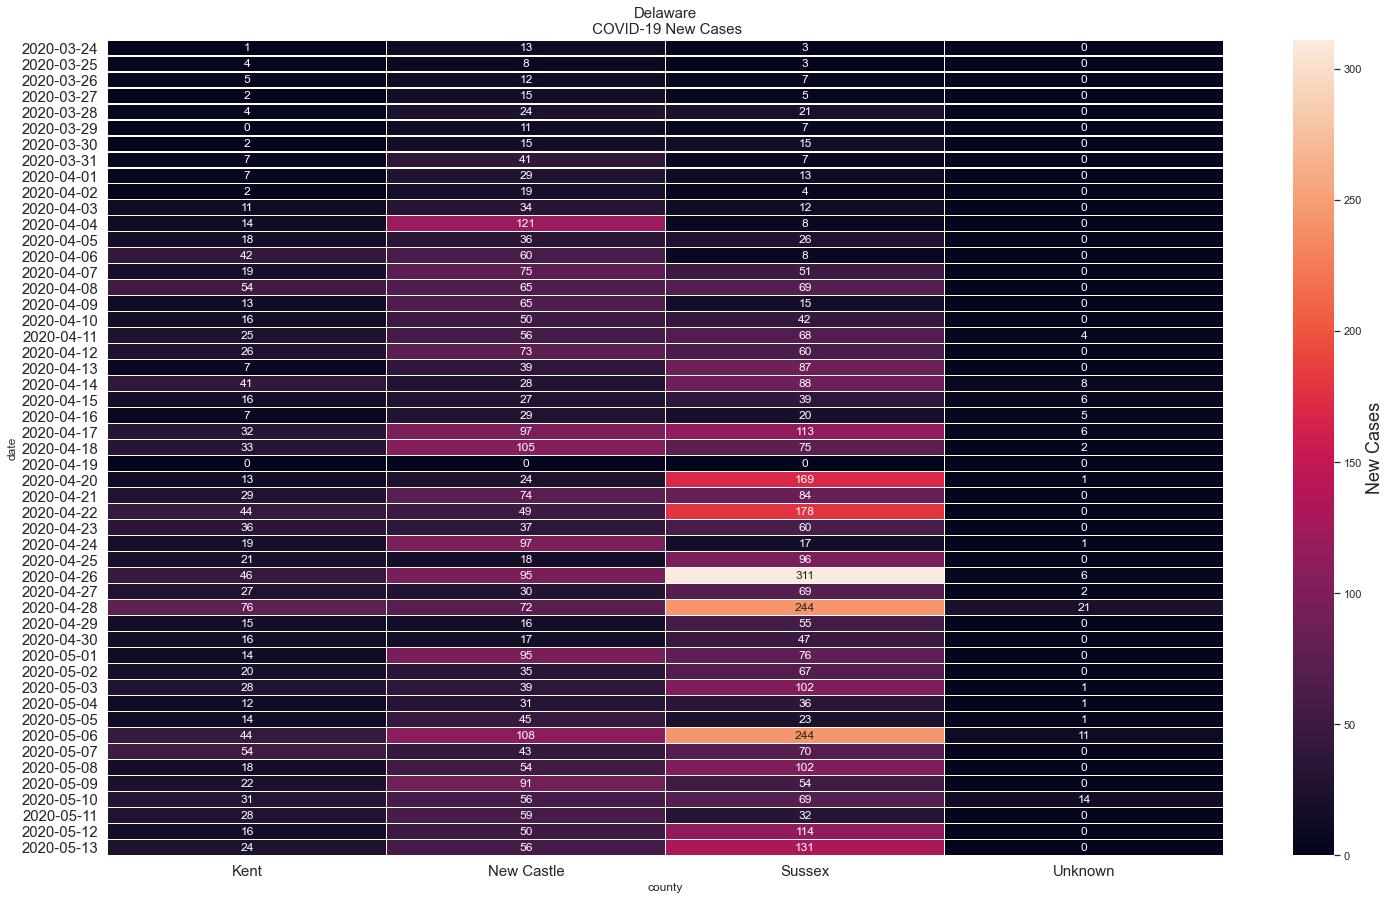 Delaware
COVID-19 New Cases
2020-03-24 1 13 3 0
2020-03-25 4 8 3 0
2020-03-26 5 12 7 0
2020-03-27 2 15 5 0
2020-03-28 4 24 21 0
2020-03-29 0 11 7 0
2020-03-30 2 15 15 0
2020-03-31 7 41 7 0
2020-04-01 7 29 13 0
2020-04-02 2 19 4 0
2020-04-03 11 34 12 0
2020-04-04 14 121 8 0
2020-04-05 18 36 26 0
2020-04-06 42 60 8 0
2020-04-07 19 75 51 0
2020-04-08 54 65 69 0
2020-04-09 13 65 15 0
2020-04-10 16 50 42 0
2020-04-11 25 56 68 4
2020-04-12 26 73 60 0
2020-04-13 7 39 87 0
2020-04-14 41 28 88 8
2020-04-15 16 27 39 6
2020-04-16 7 29 20 5
2020-04-17 32 97 113 6
2020-04-18 33 105 75 2
2020-04-19 0 0 0 0
2020-04-20 13 24 169 1
2020-04-21 29 74 84 0
2020-04-22 44 49 178 0
2020-04-23 36 37 60 0
2020-04-24 19 97 17 1
2020-04-25 21 18 96 0
2020-04-26 46 95 311 6
2020-04-27 27 30 69 2
2020-04-28 76 72 244 21
2020-04-29 15 16 55 0
2020-04-30 16 17 47 0
2020-05-01 14 95 76 0
2020-05-02 20 35 67 0
2020-05-03 28 39 102 1
2020-05-04 12 31 36 1
2020-05-05 14 45 23 1
2020-05-06 44 108 244 11
2020-05-07 54 43 70 0
2020-05-08 18 54 102 0
2020-05-09 22 91 54 0
2020-05-10 31 56 69 14
2020-05-11 28 59 32 0
2020-05-12 16 50 114 0
2020-05-13 24 56 131 0
Kent New Castle Sussex Unknown
county
date
300
250
200
150
100
50
0
New Cases